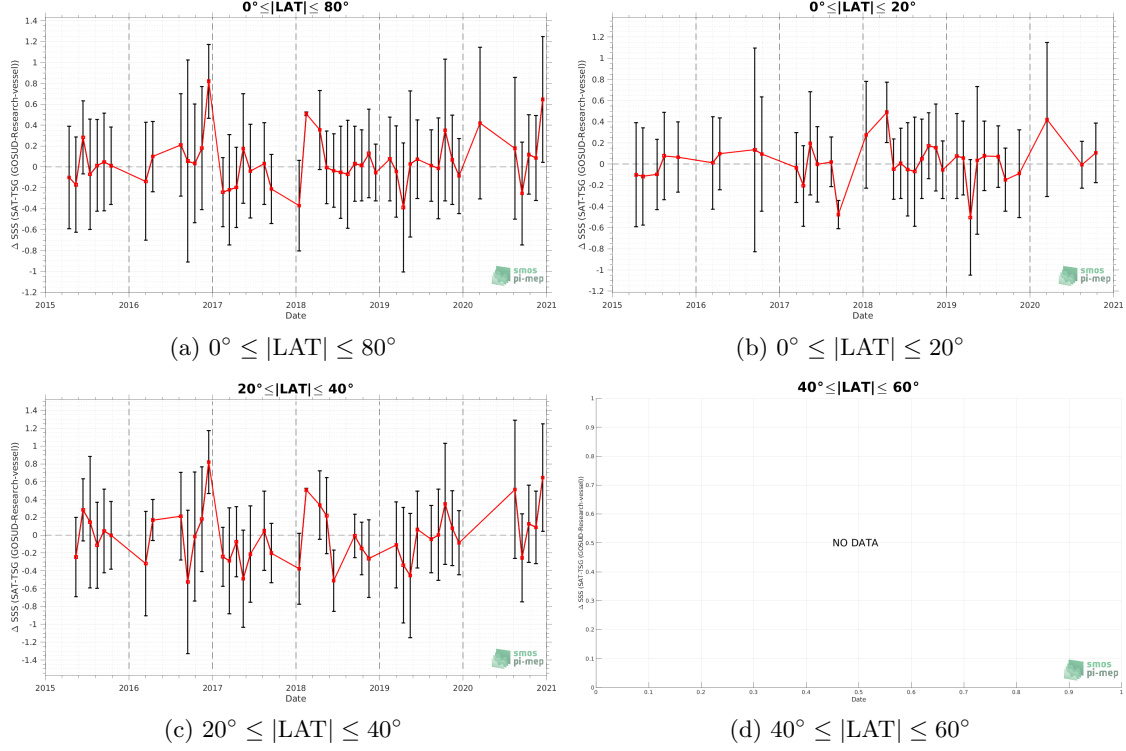 0°≤|LAT|≤ 80°
Δ SSS (SAT-TSG (GOSUD-Research-vessel))
1.4
1.2
1
0.8
0.6
0.4
0.2
0
-0.2
-0.4
-0.6
-0.8
-1
-1.2
2015 2016 2017 2018 2019 2020 2021
Date
smos
pi-mep
(a) 0° ≤ |LAT| ≤ 80°
0°≤|LAT|≤ 20°
Δ SSS (SAT-TSG (GOSUD-Research-vessel))
1.2
1
0.8
0.6
0.4
0.2
0
-0.2
-0.4
-0.6
-0.8
-1
-1.2
2015 2016 2017 2018 2019 2020 2021
Date
smos
pi-mep
(b) 0° ≤ |LAT| ≤ 20°
20°≤|LAT|≤ 40°
Δ SSS (SAT-TSG (GOSUD-Research-vessel))
1.4
1.2
1
0.8
0.6
0.4
0.2
0
-0.2
-0.4
-0.6
-0.8
-1
-1.2
-1.4
2015 2016 2017 2018 2019 2020 2021
Date
smos
pi-mep
(c) 20° ≤ |LAT| ≤ 40°
40°≤|LAT|≤ 60°
Δ SSS (SAT-TSG (GOSUD-Research-vessel))
1
0.9
0.8
0.7
0.6
0.5
0.4
0.3
0.2
0.1
0
NO DATA
0 0.1 0.2 0.3 0.4 0.5 0.6 0.7 0.8 0.9 1
Date
smos
pi-mep
(d) 40° ≤ |LAT| ≤ 60°